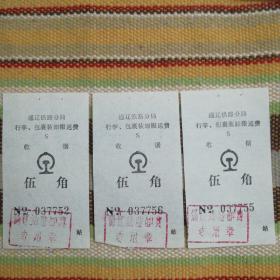 通辽铁路分局
行李、包裹装卸搬运费
S
收据
伍角
№ 037752
站
通辽铁路分局
行李、包裹装卸搬运费
S
收据
伍角
№ 037756
站
通辽铁路分局
行李、包裹装卸搬运费
S
收据
伍角
№ 037755
站